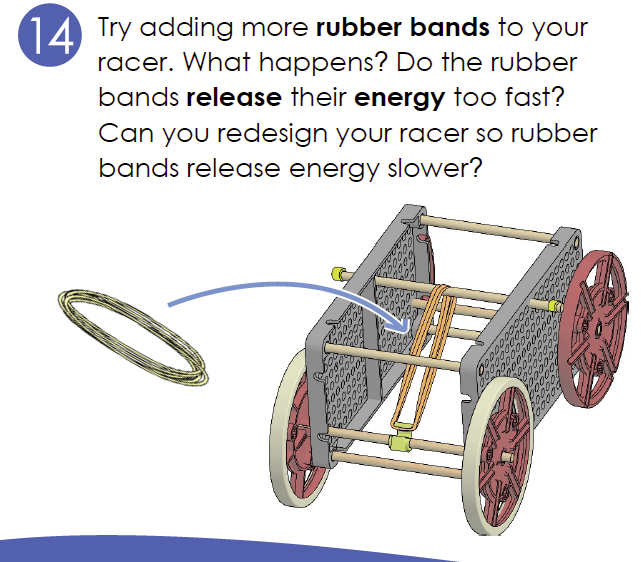 14
Try adding more rubber bands to your
racer. What happens? Do the rubber
bands release their energy too fast?
Can you redesign your racer so rubber
bands release energy slower?